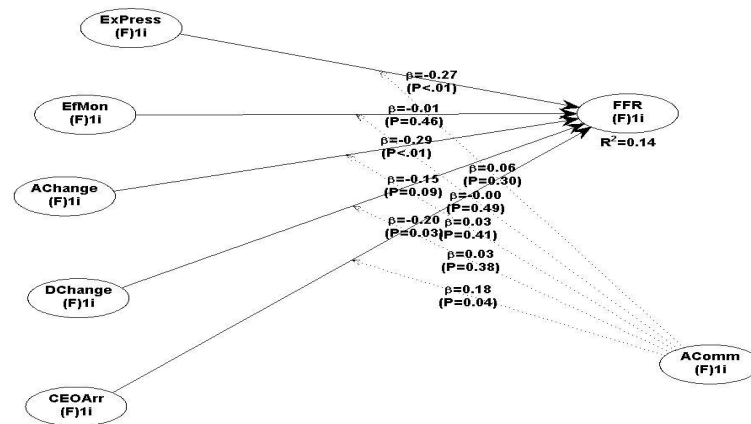 ExPress
(F)1i
β=-0.27
(P<.01)
EfMon
(F)1i
β=-0.01
(P=0.46)
FFR
(F)1i
R²=0.14
β=-0.29
(P<.01)
AChange
(F)1i
β=0.06
(P=0.30)
β=-0.15
(P=0.09)
β=-0.00
(P=0.49)
β=-0.20
(P=0.03)
β=0.03
(P=0.41)
β=0.03
(P=0.38)
DChange
(F)1i
β=0.18
(P=0.04)
AComm
(F)1i
CEOArr
(F)1i